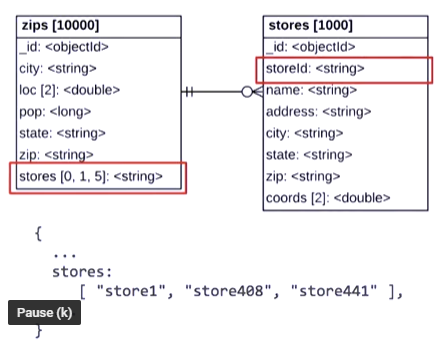 zips [10000]
_id: <objectId>
city: <string>
loc [2]: <double>
pop: <long>
state: <string>
zip: <string>
stores [0, 1, 5]: <string>
stores [1000]
_id: <objectId>
storeId: <string>
name: <string>
address: <string>
city: <string>
state: <string>
zip: <string>
coords [2]: <double>
{
...
stores:
[ "store1", "store408", "store441" ],
Pause (k)
}